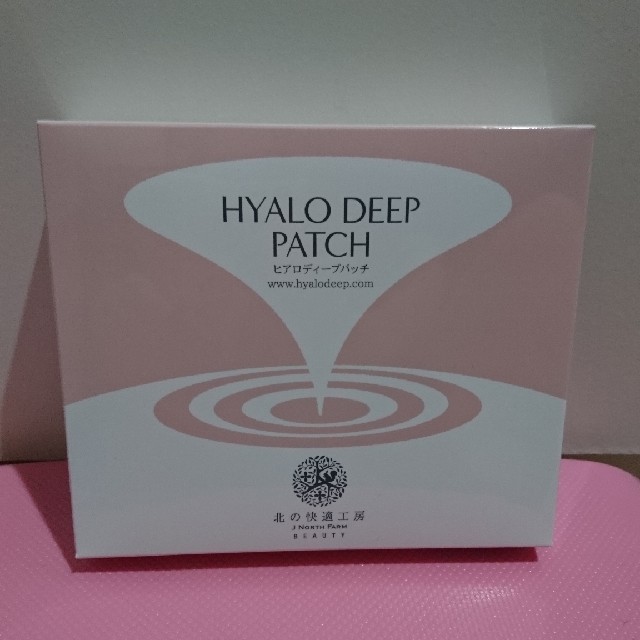 HYALO DEEP
PATCH
ヒアロディープパッチ
www.hyalodeep.com
北の快適工房
J NORTH FARM
BEAUTY